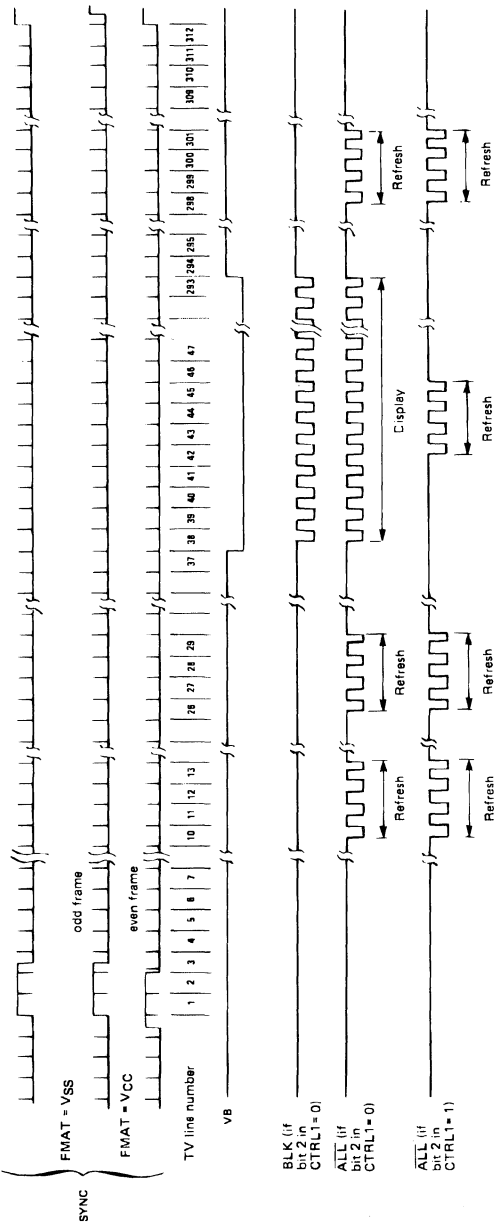 SYNC
FMAT = VSS
odd frame
FMAT = VCC
even frame
TV line number 1 2 3 4 5 6 7 10 11 12 13 26 27 28 29 37 38 39 40 41 42 43 44 45 46 47 293 294 295 298 299 300 301 309 310 311 312
VB
BLK (if
bit 2 in
CTRL1= 0)
ALL (if
bit 2 in
CTRL1= 0)
Refresh Refresh Display Refresh
ALL (if
bit 2 in
CTRL1= 1)
Refresh Refresh Refresh Refresh